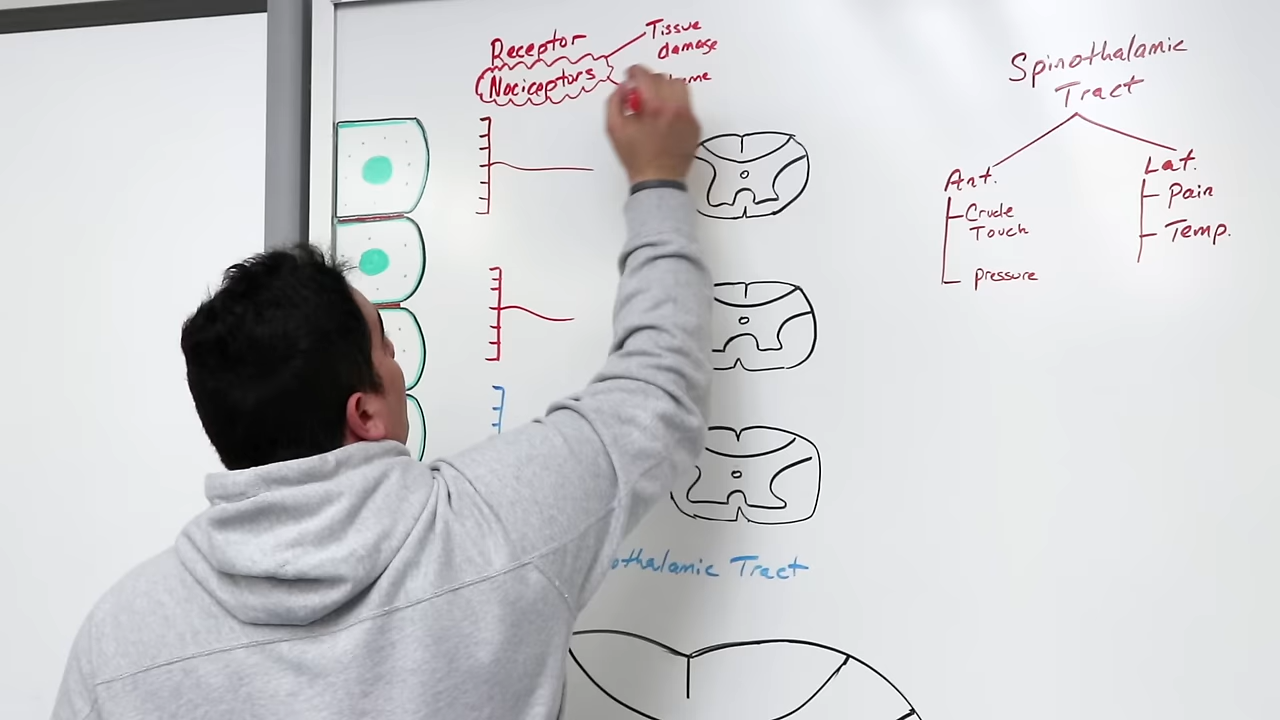 Receptor
Nociceptors
Tissue
damage
Spinothalamic
Tract
Ant.
Crude
Touch
Pressure
Lat.
Pain
Temp.
othalamic Tract